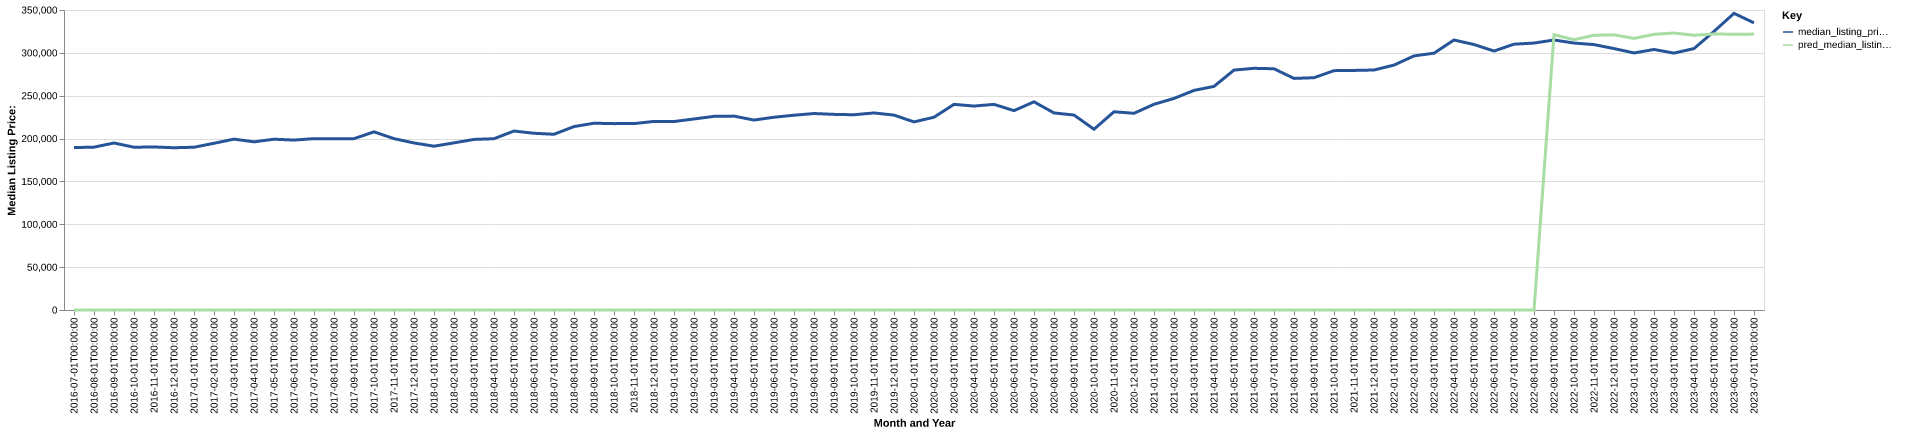 350,000
300,000
250,000
200,000
150,000
100,000
50,000
0
Median Listing Price:
2016-07-01T00:00:00
2016-08-01T00:00:00
2016-09-01T00:00:00
2016-10-01T00:00:00
2016-11-01T00:00:00
2016-12-01T00:00:00
2017-01-01T00:00:00
2017-02-01T00:00:00
2017-03-01T00:00:00
2017-04-01T00:00:00
2017-05-01T00:00:00
2017-06-01T00:00:00
2017-07-01T00:00:00
2017-08-01T00:00:00
2017-09-01T00:00:00
2017-10-01T00:00:00
2017-11-01T00:00:00
2017-12-01T00:00:00
2018-01-01T00:00:00
2018-02-01T00:00:00
2018-03-01T00:00:00
2018-04-01T00:00:00
2018-05-01T00:00:00
2018-06-01T00:00:00
2018-07-01T00:00:00
2018-08-01T00:00:00
2018-09-01T00:00:00
2018-10-01T00:00:00
2018-11-01T00:00:00
2018-12-01T00:00:00
2019-01-01T00:00:00
2019-02-01T00:00:00
2019-03-01T00:00:00
2019-04-01T00:00:00
2019-05-01T00:00:00
2019-06-01T00:00:00
2019-07-01T00:00:00
2019-08-01T00:00:00
2019-09-01T00:00:00
2019-10-01T00:00:00
2019-11-01T00:00:00
2019-12-01T00:00:00
2020-01-01T00:00:00
2020-02-01T00:00:00
2020-03-01T00:00:00
2020-04-01T00:00:00
2020-05-01T00:00:00
2020-06-01T00:00:00
2020-07-01T00:00:00
2020-08-01T00:00:00
2020-09-01T00:00:00
2020-10-01T00:00:00
2020-11-01T00:00:00
2020-12-01T00:00:00
2021-01-01T00:00:00
2021-02-01T00:00:00
2021-03-01T00:00:00
2021-04-01T00:00:00
2021-05-01T00:00:00
2021-06-01T00:00:00
2021-07-01T00:00:00
2021-08-01T00:00:00
2021-09-01T00:00:00
2021-10-01T00:00:00
2021-11-01T00:00:00
2021-12-01T00:00:00
2022-01-01T00:00:00
2022-02-01T00:00:00
2022-03-01T00:00:00
2022-04-01T00:00:00
2022-05-01T00:00:00
2022-06-01T00:00:00
2022-07-01T00:00:00
2022-08-01T00:00:00
2022-09-01T00:00:00
2022-10-01T00:00:00
2022-11-01T00:00:00
2022-12-01T00:00:00
2023-01-01T00:00:00
2023-02-01T00:00:00
2023-03-01T00:00:00
2023-04-01T00:00:00
2023-05-01T00:00:00
2023-06-01T00:00:00
2023-07-01T00:00:00
Month and Year
Key
median_listing_pri…
pred_median_listin…